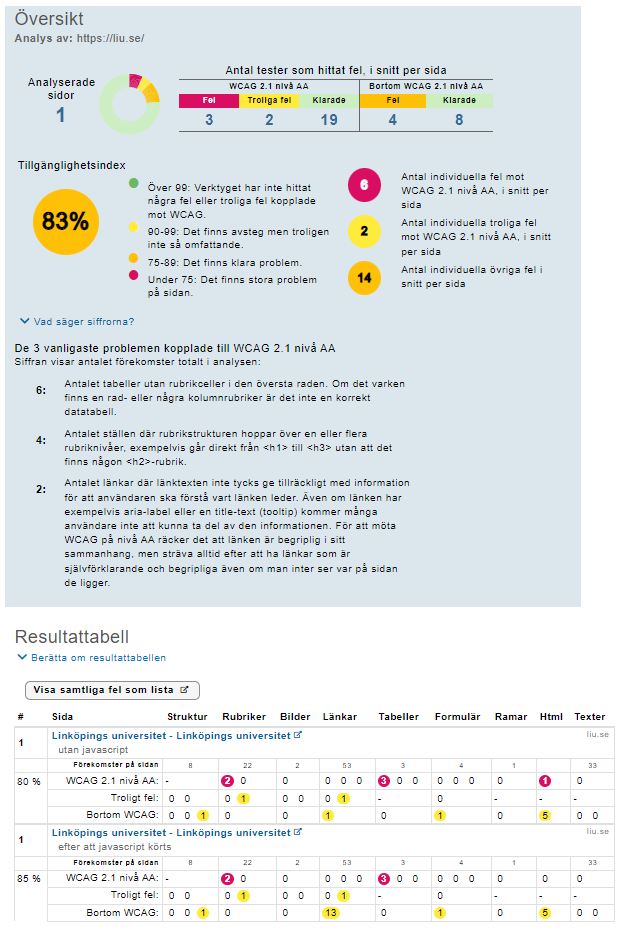 Översikt
Analys av: https://liu.se/
Analyserade sidor
1
Antal tester som hittat fel, i snitt per sida
WCAG 2.1 nivå AA Bortom WCAG 2.1 nivå AA
Fel Troliga fel Klarade Fel Klarade
3 2 19 4 8
Tillgänglighetsindex
83%
Över 99: Verktyget har inte hittat
några fel eller troliga fel kopplade
mot WCAG.
90-99: Det finns avsteg men troligen
inte så omfattande.
75-89: Det finns klara problem.
Under 75: Det finns stora problem
på sidan.
6
Antal individuella fel mot
WCAG 2.1 nivå AA, i snitt per
sida
2
Antal individuella troliga fel
mot WCAG 2.1 nivå AA, i snitt
per sida
14
Antal individuella övriga fel i
snitt per sida
Vad säger siffrorna?
De 3 vanligaste problemen kopplade till WCAG 2.1 nivå AA
Siffran visar antalet förekomster totalt i analysen:
6: Antalet tabeller utan rubrikceller i den översta raden. Om det varken
finns en rad- eller några kolumnrubriker är det inte en korrekt
datatabell.
4: Antalet ställen där rubrikstrukturen hoppar över en eller flera
rubriknivåer, exempelvis går direkt från <h1> till <h3> utan att det
finns någon <h2>-rubrik.
2: Antalet länkar där länktexten inte tycks ge tillräckligt med information
för att användaren ska förstå vart länken leder. Även om länken har
exempelvis aria-label eller en title-text (tooltip) kommer många
användare inte att kunna ta del av den informationen. För att möta
WCAG på nivå AA räcker det att länken är begriplig i sitt
sammanhang, men sträva alltid efter att ha länkar som är
självförklarande och begripliga även om man inter ser var på sidan
de ligger.
Resultattabell
Berätta om resultattabellen
Visa samtliga fel som lista
# Sida Struktur Rubriker Bilder Länkar Tabeller Formulär Ramar Html Texter
1 Linköpings universitet - Linköpings universitet liu.se
utan javascript
Förekomster på sidan 8 22 2 53 3 4 1 33
80 % WCAG 2.1 nivå AA: - 2 0 0 0 0 0 3 0 0 0 0 0 0 1 0
Troligt fel: 0 0 0 1 0 0 0 1 - 0 - - -
Bortom WCAG: 0 0 1 0 0 1 0 1 0 5 0 0
1 Linköpings universitet - Linköpings universitet liu.se
efter att javascript körts
Förekomster på sidan 8 22 2 53 3 4 1 33
85 % WCAG 2.1 nivå AA: - 2 0 0 0 0 0 3 0 0 0 0 0 0 0 0
Troligt fel: 0 0 0 1 0 0 0 1 - 0 - - -
Bortom WCAG: 0 0 1 0 0 13 0 1 0 5 0 0